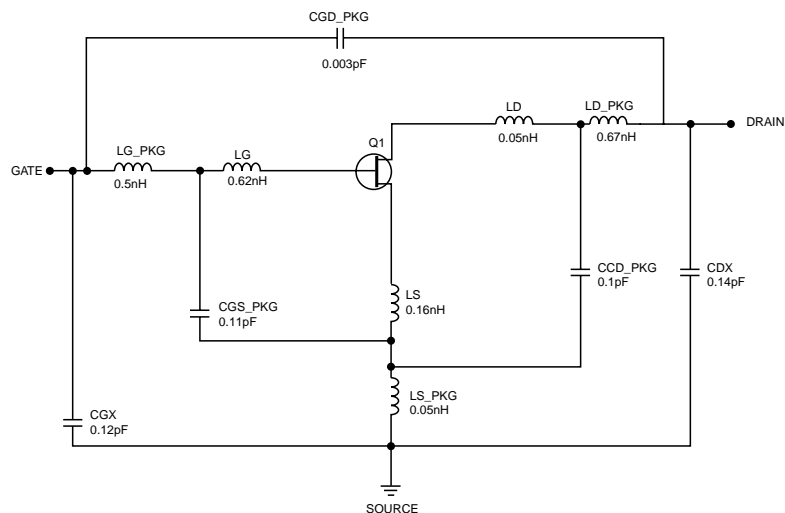 CGD_PKG
0.003pF
LD
LD_PKG
DRAIN
0.05nH
0.67nH
Q1
LG_PKG
LG
GATE
0.5nH
0.62nH
CCD_PKG
0.1pF
CDX
0.14pF
LS
0.16nH
CGS_PKG
0.11pF
LS_PKG
0.05nH
CGX
0.12pF
SOURCE